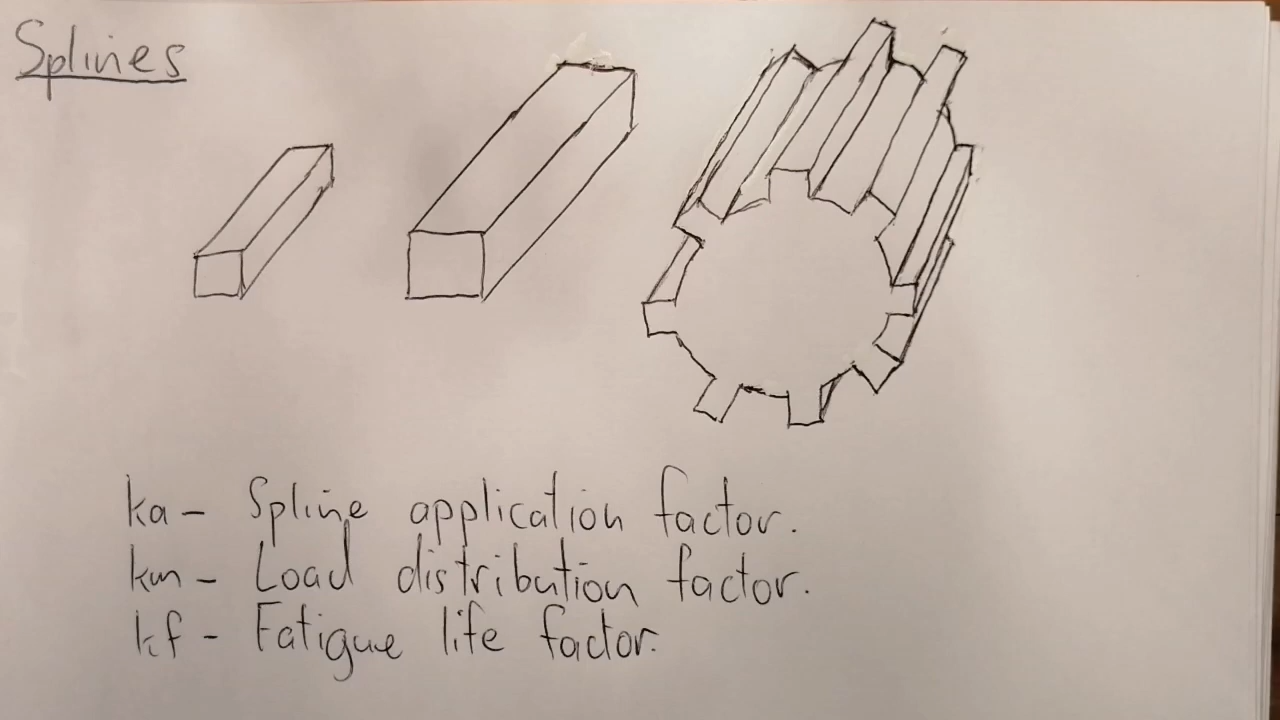 Splines
ka - Spline application factor.
km - Load distribution factor.
kf - Fatigue life factor.